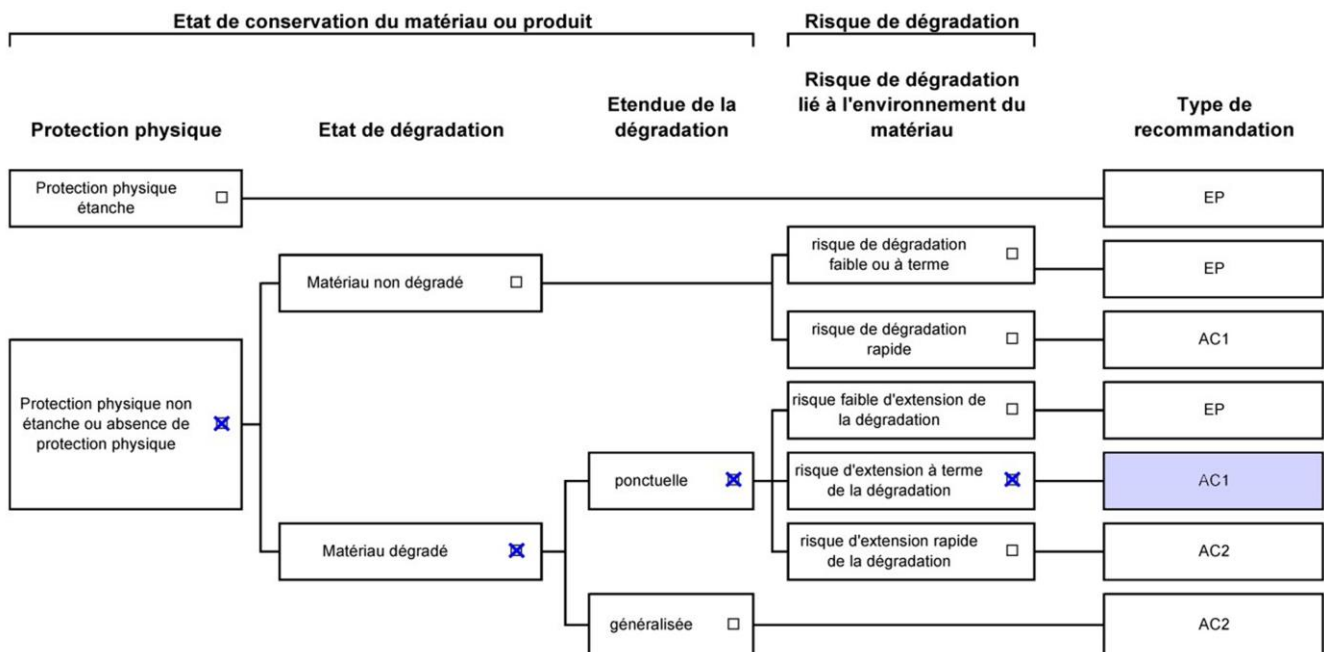 Etat de conservation du matériau ou produit
Risque de dégradation
Protection physique
Etat de dégradation
Etendue de la
dégradation
Risque de dégradation
lié à l'environnement du
matériau
Type de
recommandation
Protection physique
étanche
EP
risque de dégradation
faible ou à terme
EP
Matériau non dégradé
risque de dégradation
rapide
AC1
Protection physique non
étanche ou absence de
protection physique
risque faible d'extension de
la dégradation
EP
ponctuelle
risque d'extension à terme
de la dégradation
AC1
Matériau dégradé
risque d'extension rapide
de la dégradation
AC2
généralisée
AC2